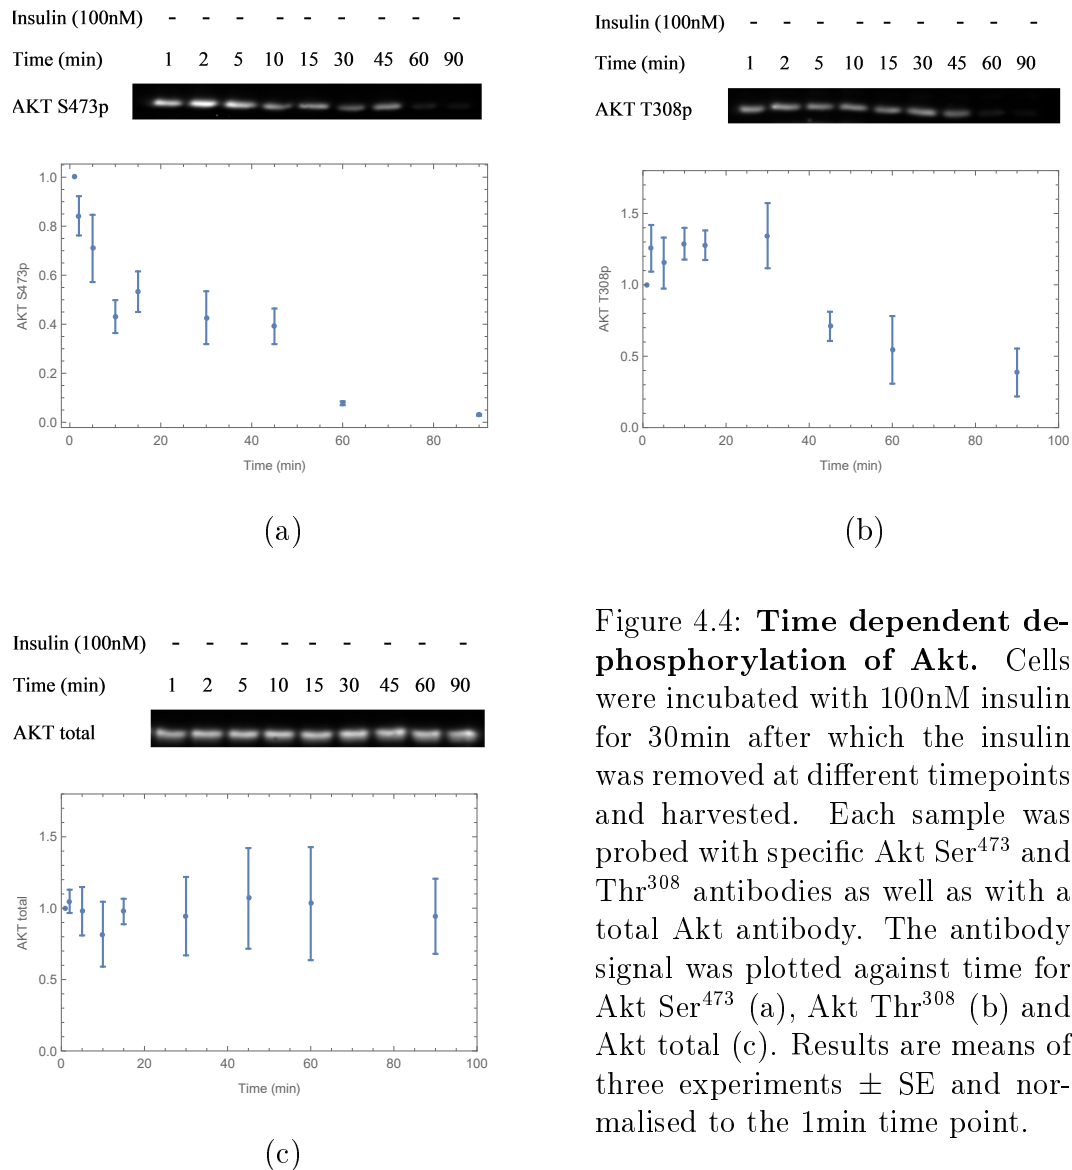 Insulin (100nM) - - - - - - - - -
Time (min) 1 2 5 10 15 30 45 60 90
AKT S473p
1.0
0.8
0.6
0.4
0.2
0.0
AKT S473p
0 20 40 60 80
Time (min)
(a)
Insulin (100nM) - - - - - - - - -
Time (min) 1 2 5 10 15 30 45 60 90
AKT T308p
1.5
1.0
0.5
0.0
AKT T308p
0 20 40 60 80 100
Time (min)
(b)
Insulin (100nM) - - - - - - - - -
Time (min) 1 2 5 10 15 30 45 60 90
AKT total
1.5
1.0
0.5
0.0
AKT total
0 20 40 60 80 100
Time (min)
(c)
Figure 4.4: Time dependent de-
phosphorylation of Akt. Cells
were incubated with 100nM insulin
for 30min after which the insulin
was removed at different timepoints
and harvested. Each sample was
probed with specific Akt Ser⁴⁷³ and
Thr³⁰⁸ antibodies as well as with a
total Akt antibody. The antibody
signal was plotted against time for
Akt Ser⁴⁷³ (a), Akt Thr³⁰⁸ (b) and
Akt total (c). Results are means of
three experiments ± SE and nor-
malised to the 1min time point.